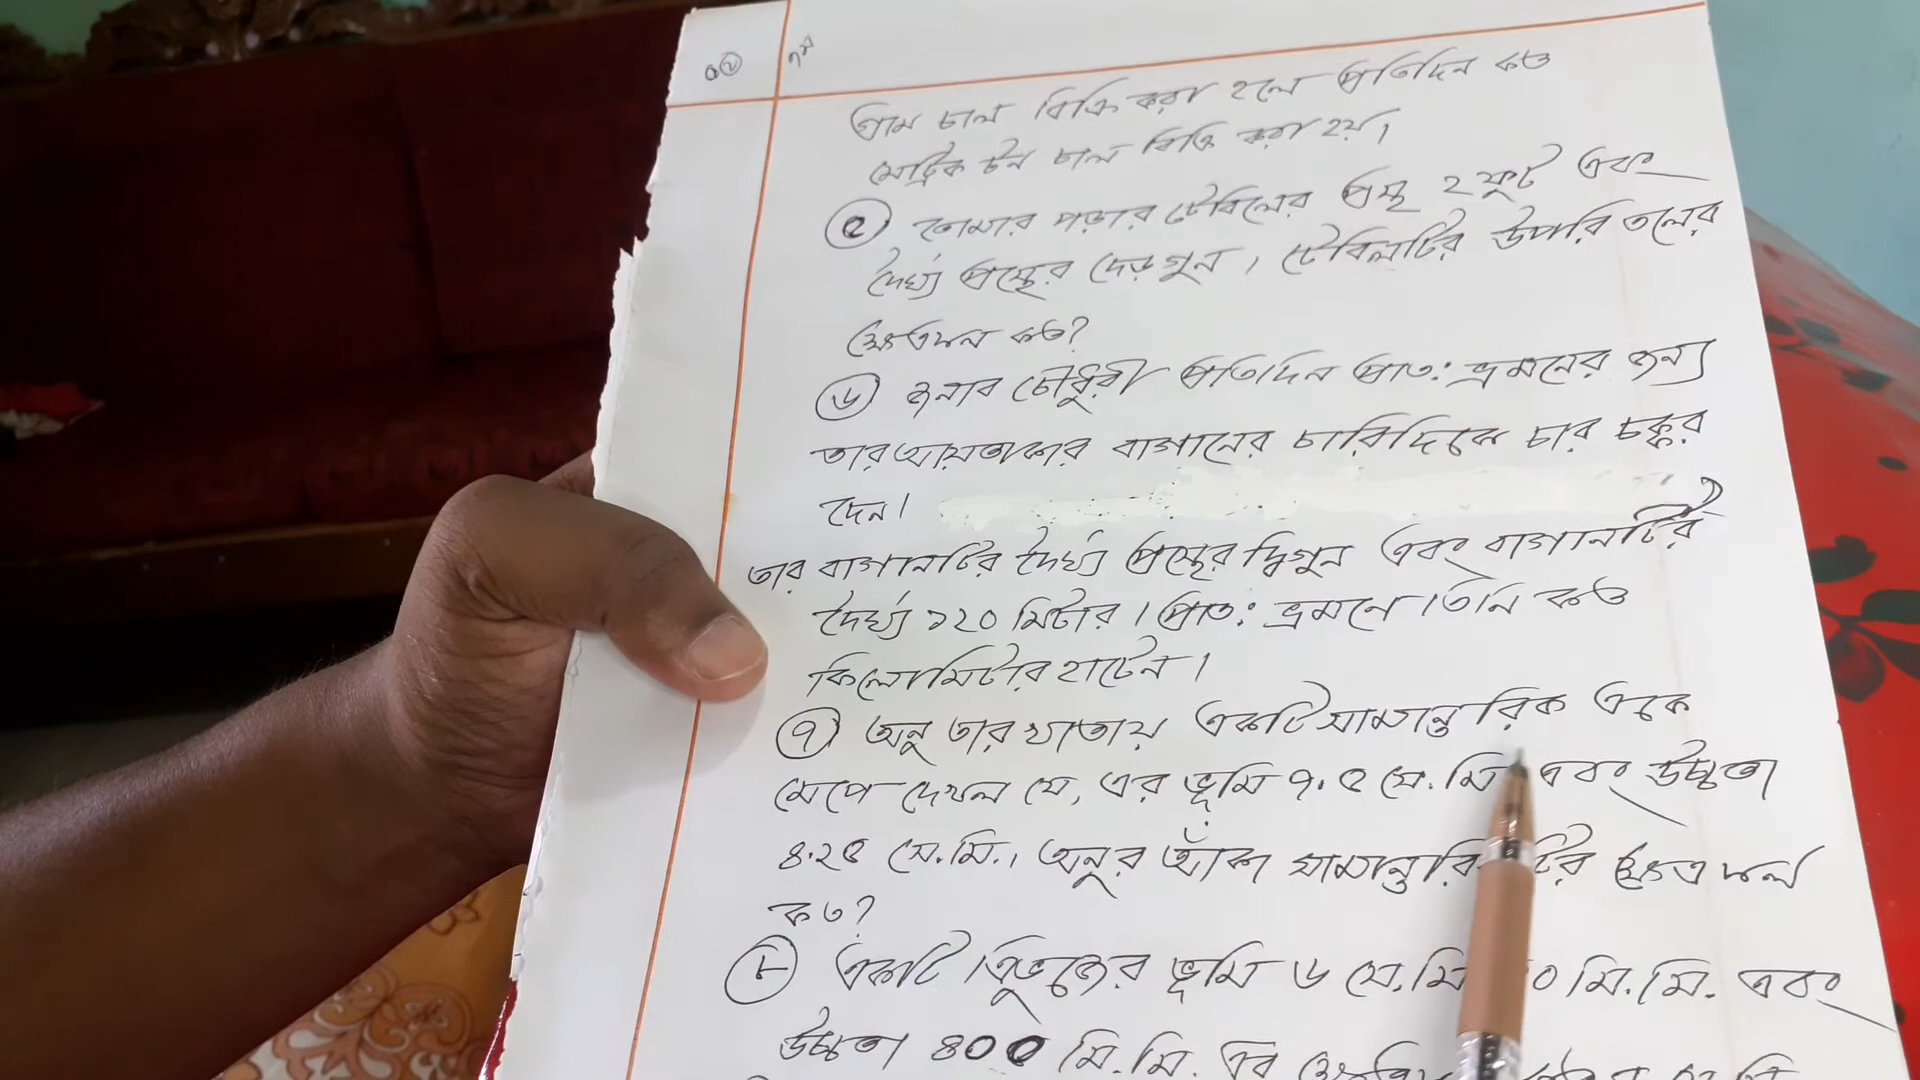 ৭ম
গ্রাম চাল বিক্রি করা হলে প্রতিদিন কত
মেট্রিক টন চাল বিক্রি করা হয়।
৫ তোমার পড়ার টেবিলের প্রস্থ ২ ফুট এবং
দৈর্ঘ্য প্রস্থের দেড়গুন। টেবিলটির উপরি তলের
ক্ষেত্রফল কত?
৬ জনাব চৌধুরী প্রতিদিন প্রাত: ভ্রমনের জন্য
তার আয়তাকার বাগানের চারিদিকে চার চক্কর
দেন।
তার বাগানটির দৈর্ঘ্য প্রস্থের দ্বিগুন এবং বাগানটির
দৈর্ঘ্য ১২০ মিটার। প্রাত: ভ্রমনে তিনি কত
কিলোমিটার হাটেন।
৭ অনু তার খাতায় একটি সামান্তরিক একে
মেপে দেখল যে, এর ভূমি ৭.৫ সে.মি এবং উচ্চতা
৪.২৫ সে.মি.। অনুর আঁকা সামান্তরিকটির ক্ষেত্রফল
কত?
৮ একটি ত্রিভুজের ভূমি ৬ সে.মি ০ মি.মি. এবং
উচ্চতা ৪০০ মি.মি. এর